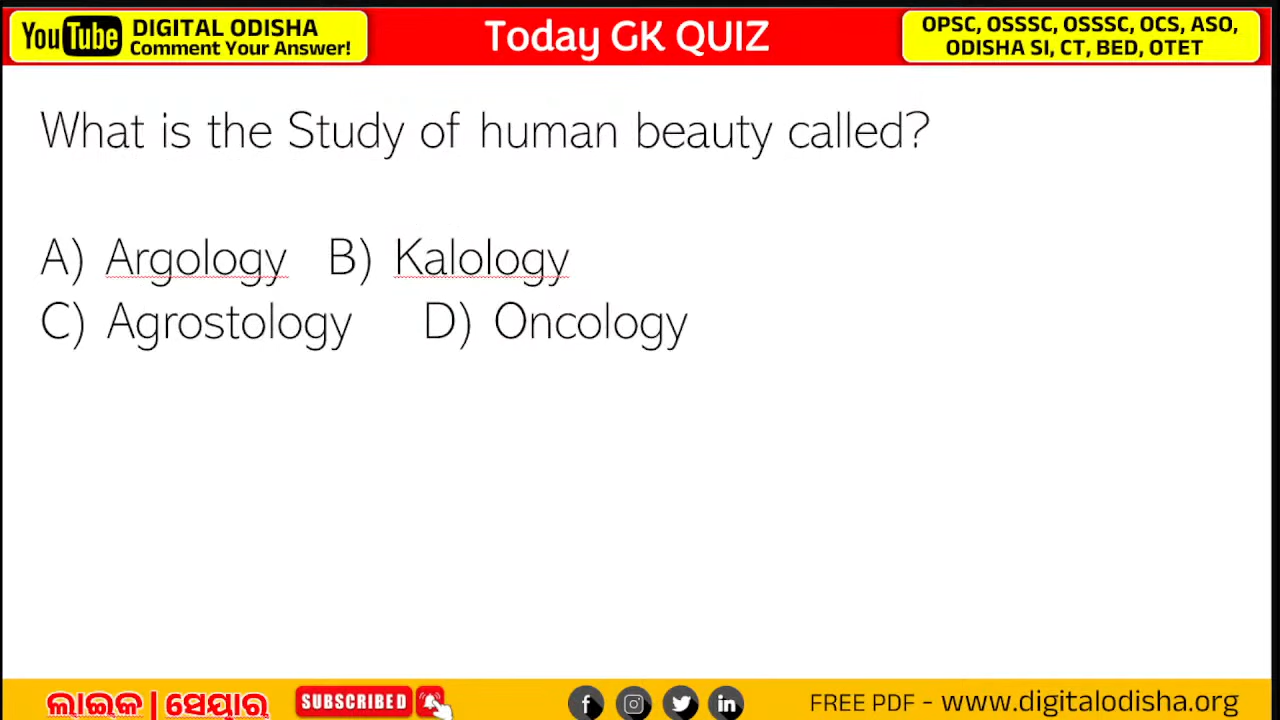 YouTube DIGITAL ODISHA
Comment Your Answer!
Today GK QUIZ
OPSC, OSSSC, OSSSC, OCS, ASO,
ODISHA SI, CT, BED, OTET
What is the Study of human beauty called?
A) Argology B) Kalology
C) Agrostology D) Oncology
ଲାଇକ | ସେୟାର୍
SUBSCRIBED
FREE PDF - www.digitalodisha.org